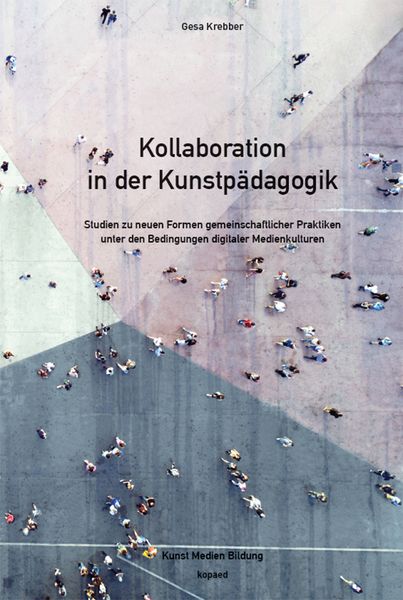 Gesa Krebber
Kollaboration
in der Kunstpädagogik
Studien zu neuen Formen gemeinschaftlicher Praktiken
unter den Bedingungen digitaler Medienkulturen
Kunst Medien Bildung
kopaed